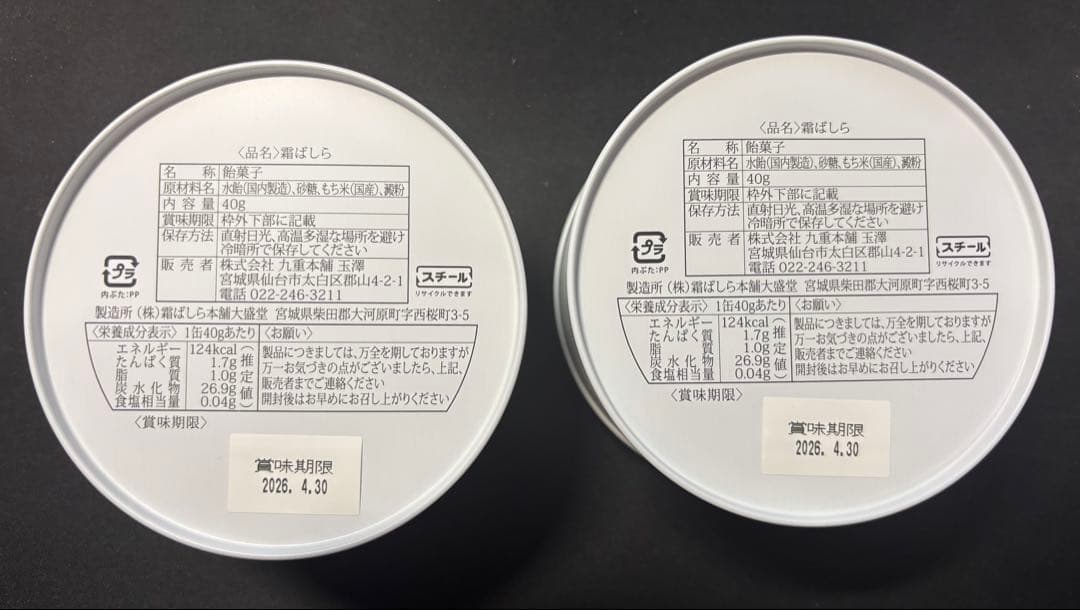 〈品名〉霜ばしら
名称 飴菓子
原材料名 水飴(国内製造)、砂糖、もち米(国産)、澱粉
内容量 40g
賞味期限 枠外下部に記載
保存方法 直射日光、高温多湿な場所を避け
冷暗所で保存してください
販売者 株式会社 九重本舗 玉澤
宮城県仙台市太白区郡山4-2-1
電話 022-246-3211
プラ
内ぶた:PP
スチール
リサイクルできます
製造所 (株)霜ばしら本舗大盛堂 宮城県柴田郡大河原町字西桜町3-5
〈栄養成分表示〉1缶40gあたり
エネルギー 124kcal
たんぱく質 1.7g
脂質 1.0g
炭水化物 26.9g
食塩相当量 0.04g
(推定値)
〈お願い〉
製品につきましては、万全を期しておりますが
万一お気づきの点がございましたら、上記、
販売者までご連絡ください
開封後はお早めにお召し上がりください
〈賞味期限〉
賞味期限
2026. 4.30
〈品名〉霜ばしら
名称 飴菓子
原材料名 水飴(国内製造)、砂糖、もち米(国産)、澱粉
内容量 40g
賞味期限 枠外下部に記載
保存方法 直射日光、高温多湿な場所を避け
冷暗所で保存してください
販売者 株式会社 九重本舗 玉澤
宮城県仙台市太白区郡山4-2-1
電話 022-246-3211
プラ
内ぶた:PP
スチール
リサイクルできます
製造所 (株)霜ばしら本舗大盛堂 宮城県柴田郡大河原町字西桜町3-5
〈栄養成分表示〉1缶40gあたり
エネルギー 124kcal
たんぱく質 1.7g
脂質 1.0g
炭水化物 26.9g
食塩相当量 0.04g
(推定値)
〈お願い〉
製品につきましては、万全を期しておりますが
万一お気づきの点がございましたら、上記、
販売者までご連絡ください
開封後はお早めにお召し上がりください
〈賞味期限〉
賞味期限
2026. 4.30